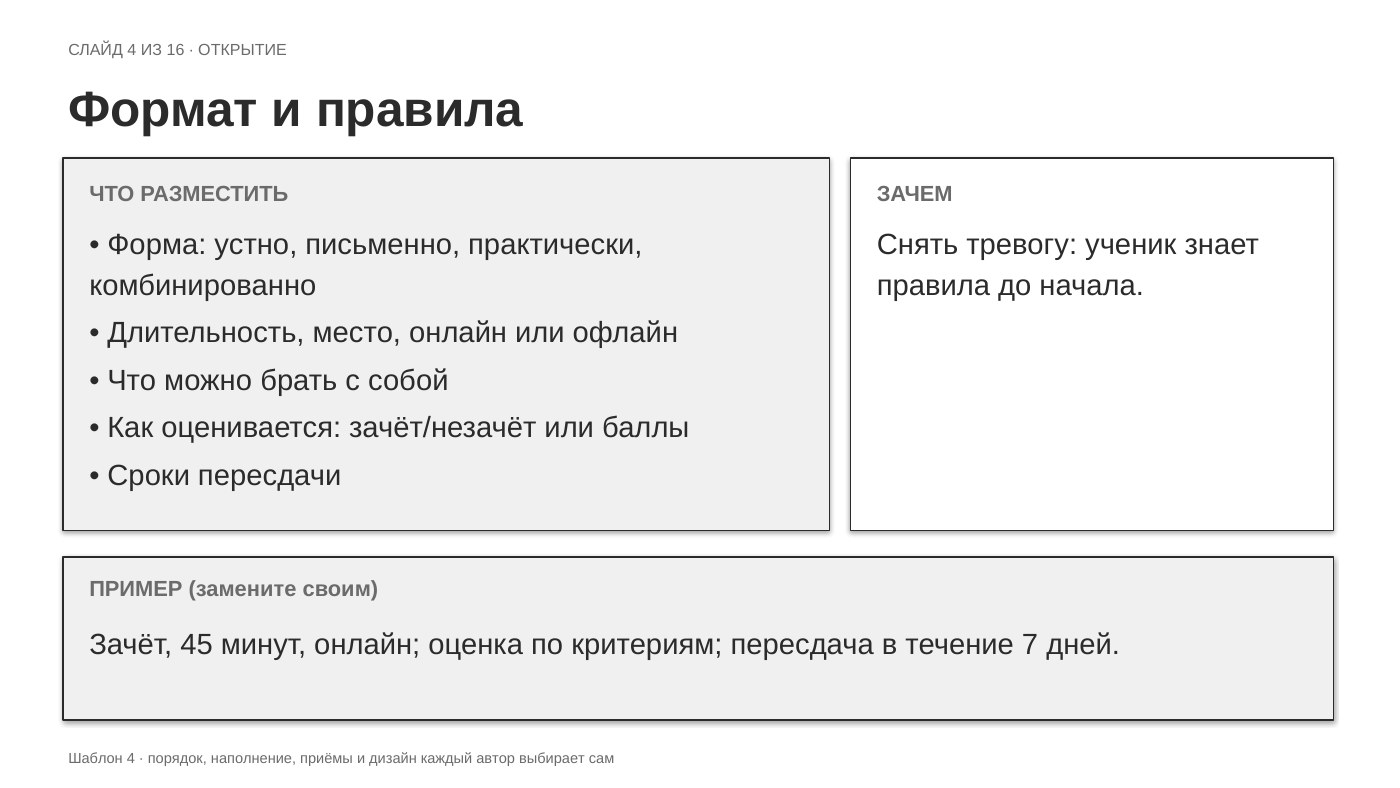 СЛАЙД 4 ИЗ 16 · ОТКРЫТИЕ
Формат и правила
ЧТО РАЗМЕСТИТЬ
• Форма: устно, письменно, практически,
комбинированно
• Длительность, место, онлайн или офлайн
• Что можно брать с собой
• Как оценивается: зачёт/незачёт или баллы
• Сроки пересдачи
ЗАЧЕМ
Снять тревогу: ученик знает
правила до начала.
ПРИМЕР (замените своим)
Зачёт, 45 минут, онлайн; оценка по критериям; пересдача в течение 7 дней.
Шаблон 4 · порядок, наполнение, приёмы и дизайн каждый автор выбирает сам